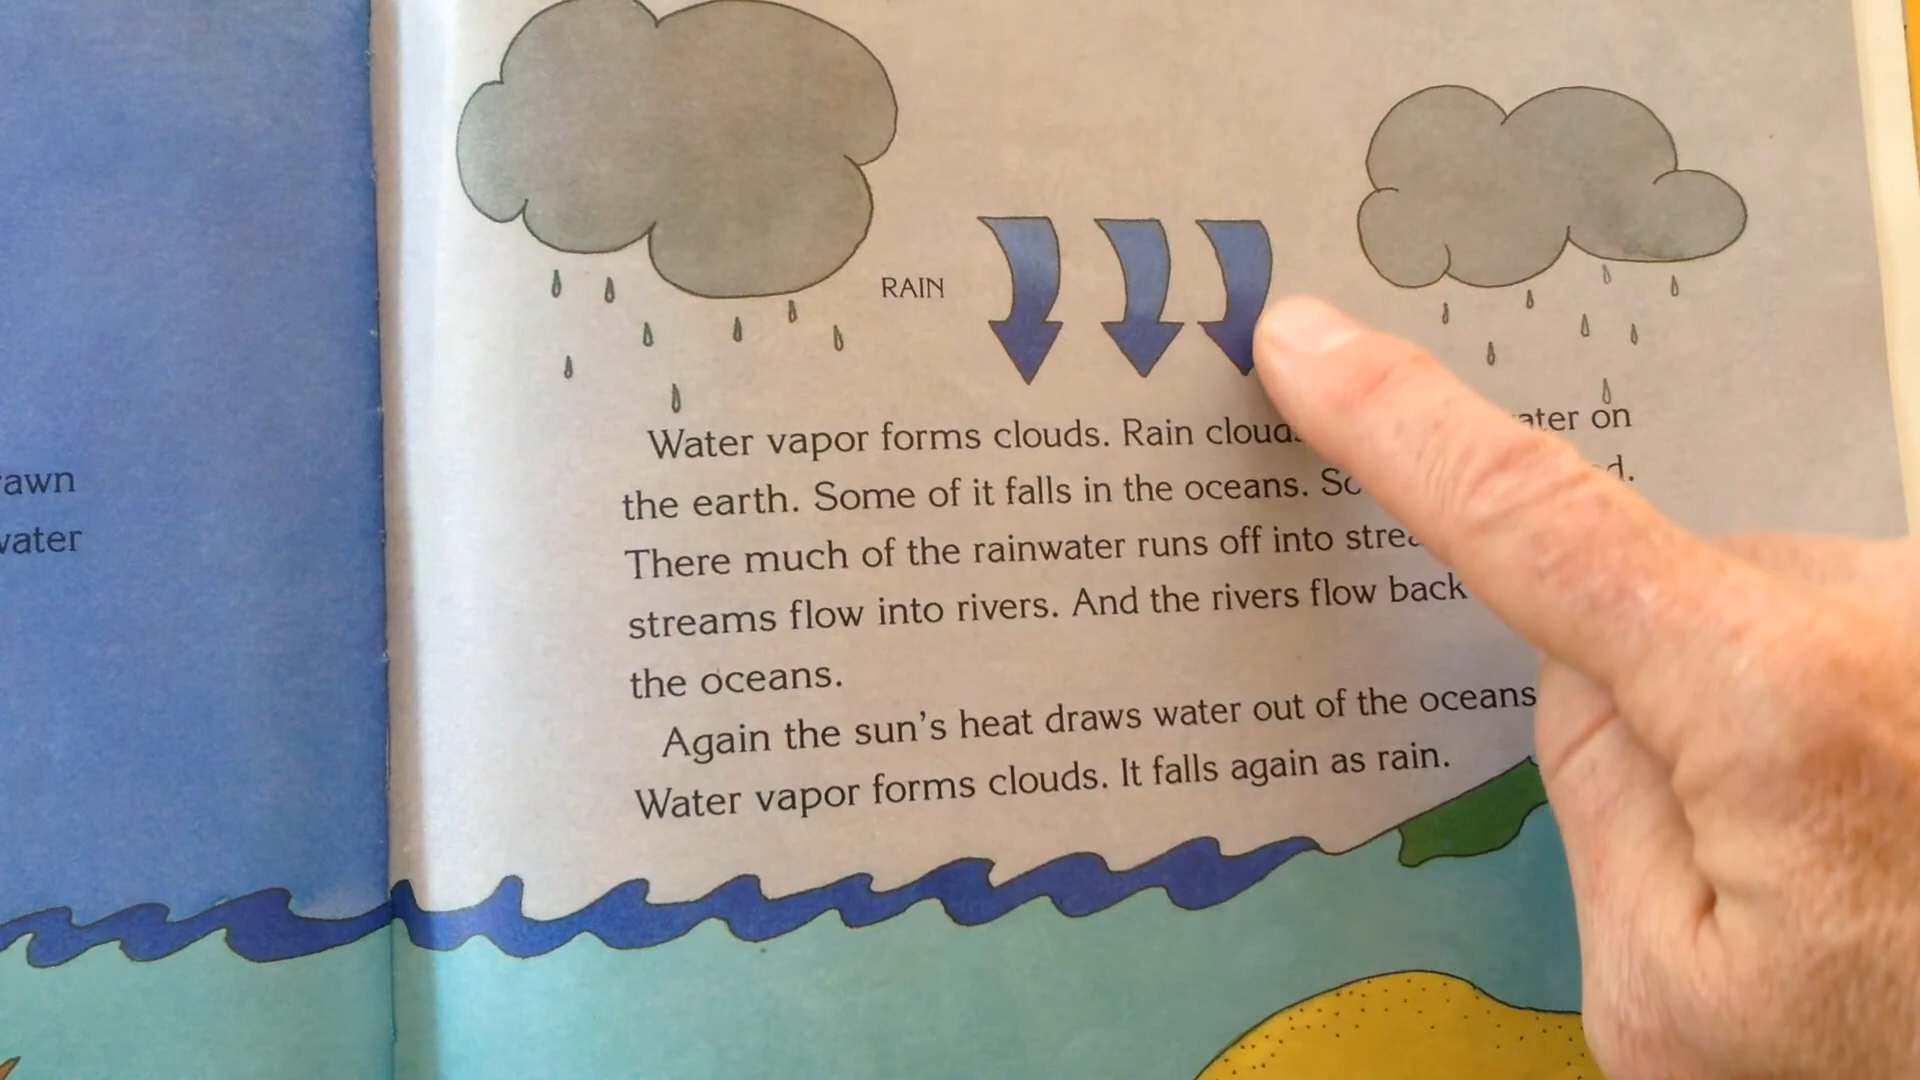 awn
water
RAIN
Water vapor forms clouds. Rain clouds ater on
the earth. Some of it falls in the oceans. So d.
There much of the rainwater runs off into strea
streams flow into rivers. And the rivers flow back
the oceans.
Again the sun's heat draws water out of the oceans
Water vapor forms clouds. It falls again as rain.